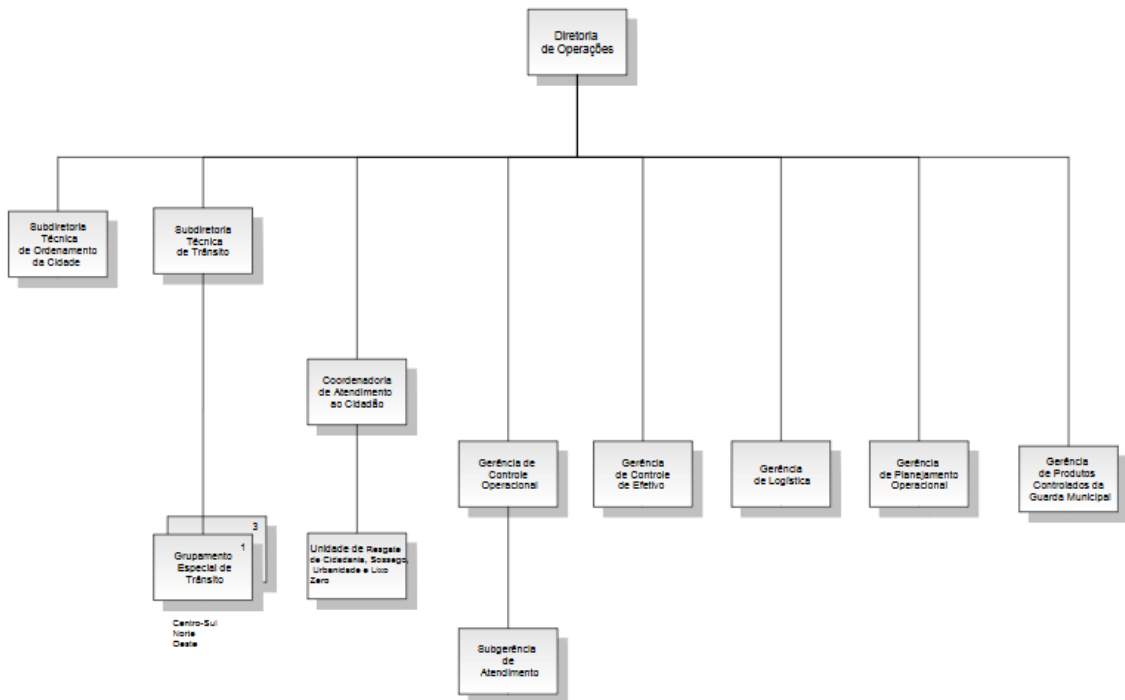 Diretoria
de Operações
Subdiretoria
Técnica
de Ordenamento
da Cidade
Subdiretoria
Técnica
de Trânsito
Coordenadoria
de Atendimento
ao Cidadão
Gerência de
Controle
Operacional
Gerência
de Controle
de Efetivo
Gerência
de Logística
Gerência
de Planejamento
Operacional
Gerência
de Produtos
Controlados da
Guarda Municipal
3
1
Grupamento
Especial de
Trânsito
Centro-Sul
Norte
Oeste
Unidade de Resgate
de Cidadania, Sossego,
Urbanidade e Lixo
Zero
Subgerência
de
Atendimento